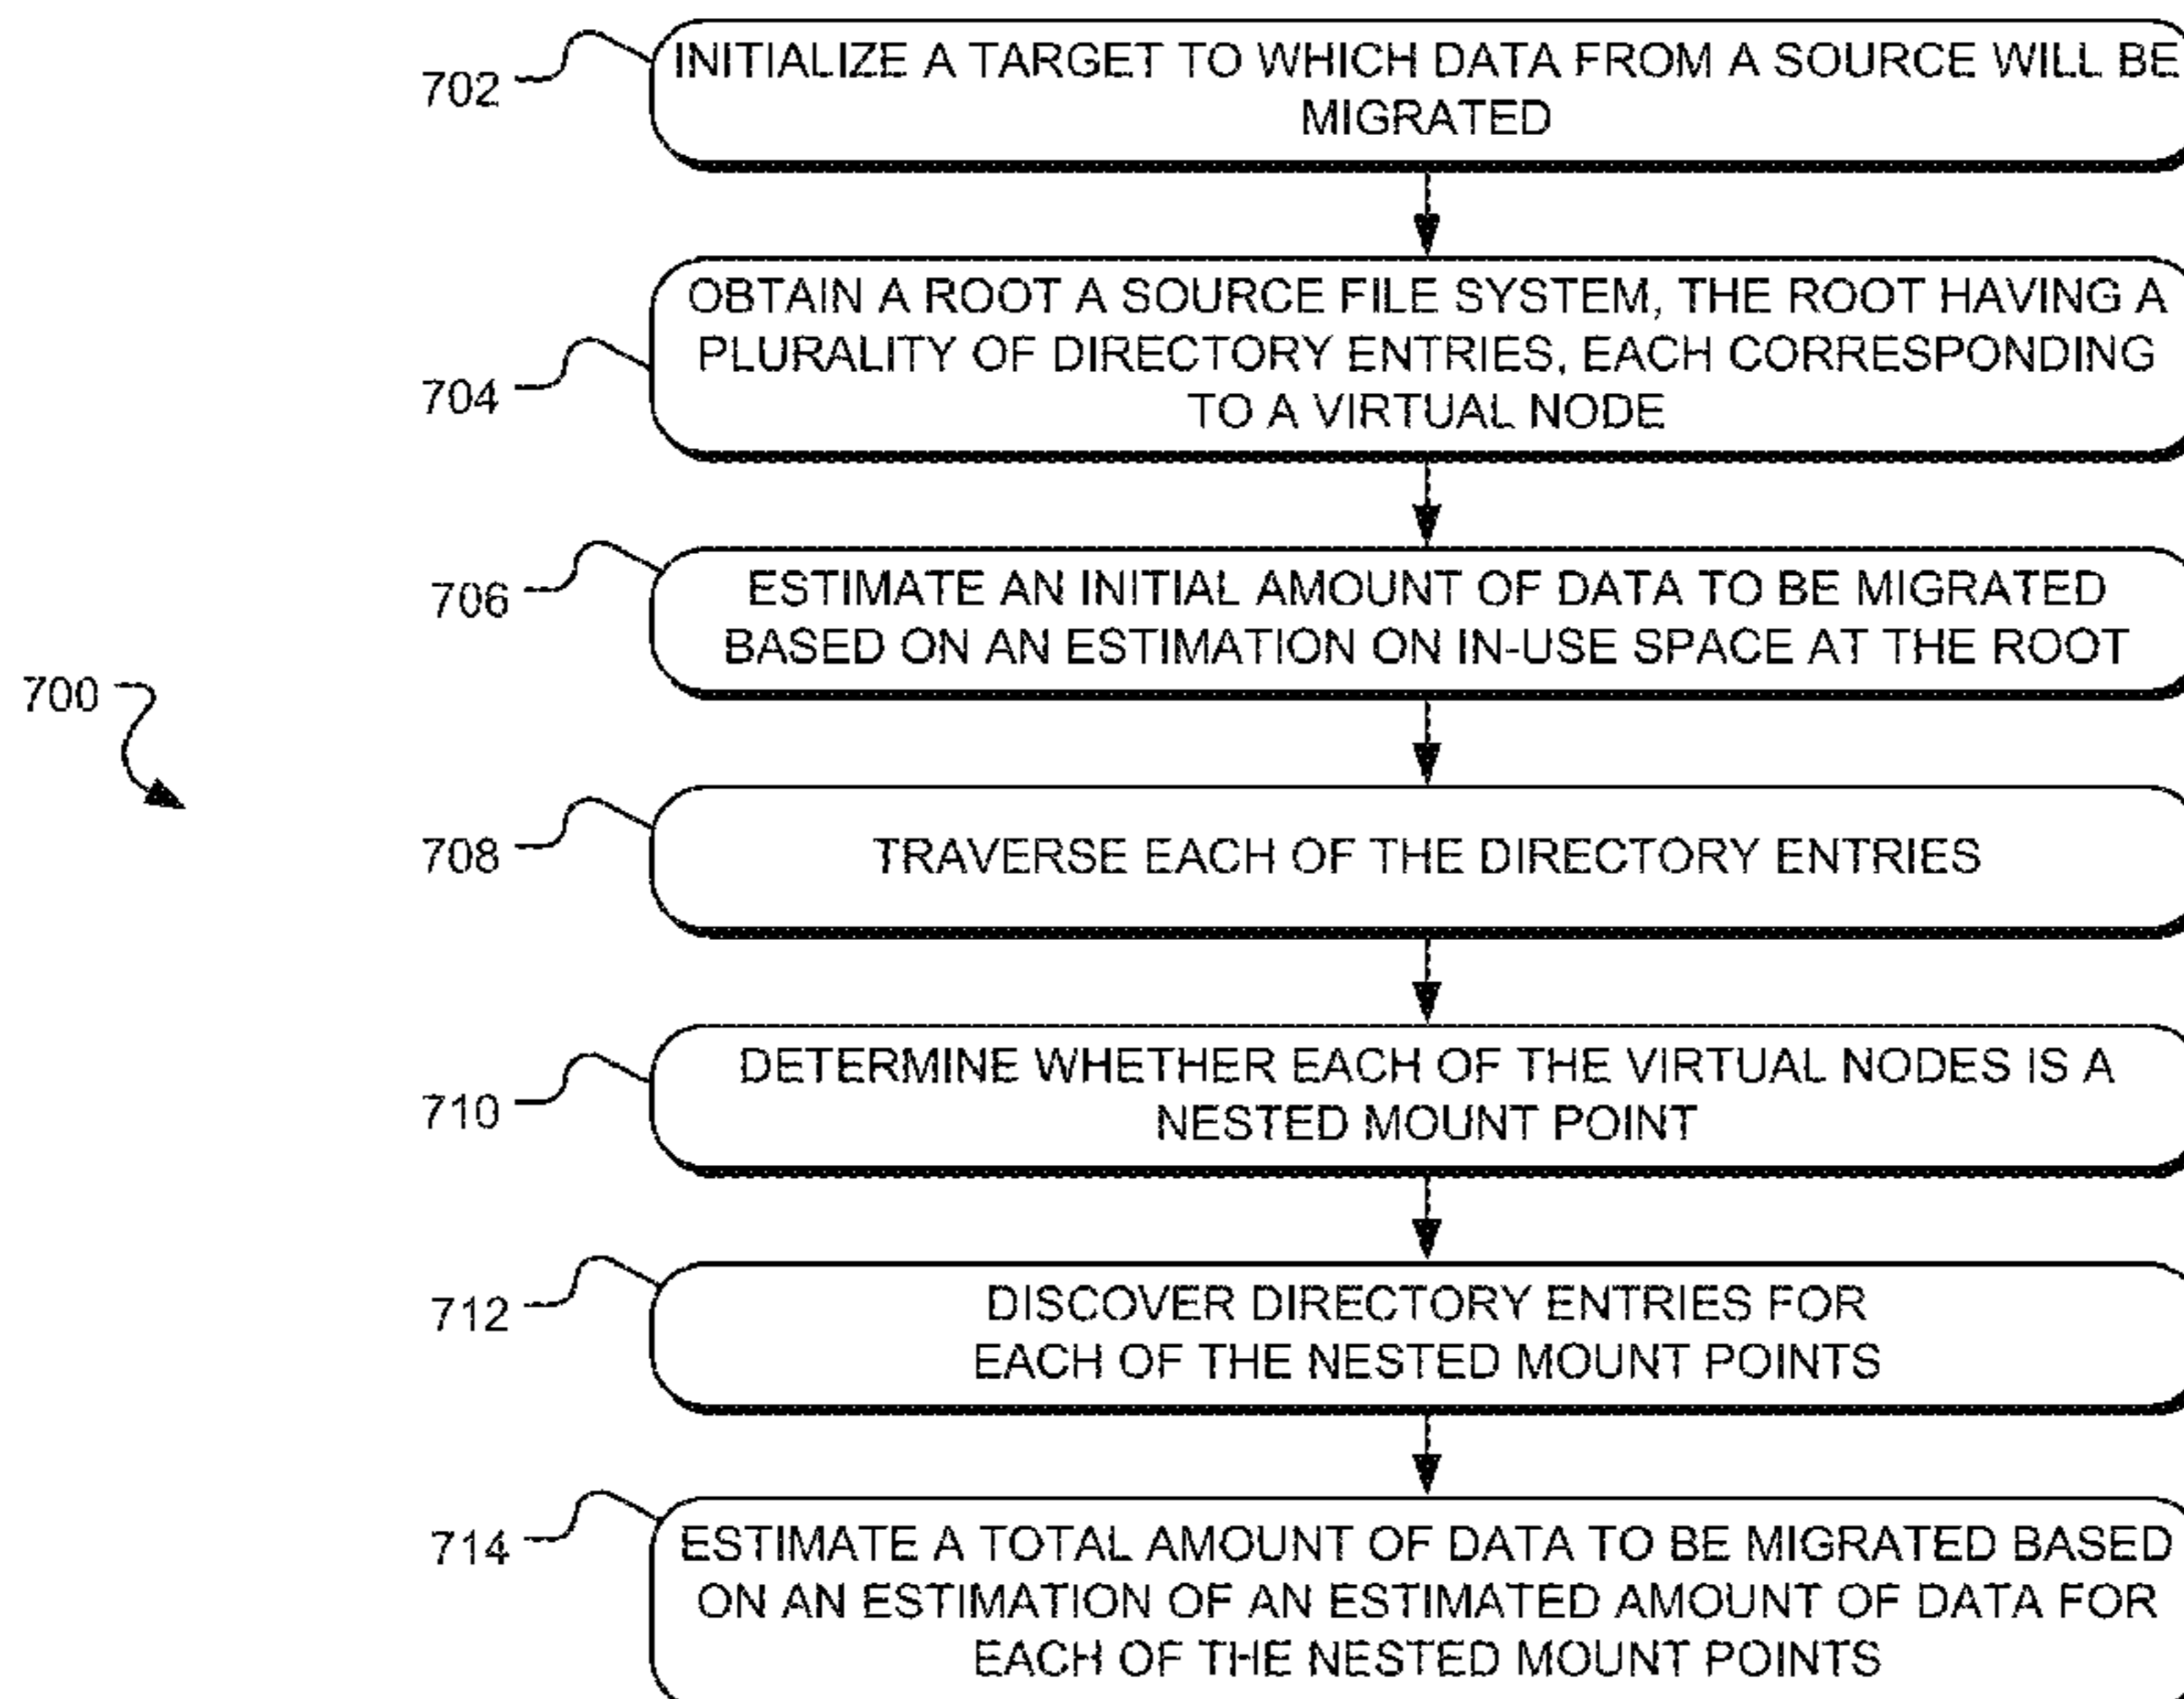 702
INITIALIZE A TARGET TO WHICH DATA FROM A SOURCE WILL BE
MIGRATED
704
OBTAIN A ROOT A SOURCE FILE SYSTEM, THE ROOT HAVING A
PLURALITY OF DIRECTORY ENTRIES, EACH CORRESPONDING
TO A VIRTUAL NODE
706
ESTIMATE AN INITIAL AMOUNT OF DATA TO BE MIGRATED
BASED ON AN ESTIMATION ON IN-USE SPACE AT THE ROOT
700
708
TRAVERSE EACH OF THE DIRECTORY ENTRIES
710
DETERMINE WHETHER EACH OF THE VIRTUAL NODES IS A
NESTED MOUNT POINT
712
DISCOVER DIRECTORY ENTRIES FOR
EACH OF THE NESTED MOUNT POINTS
714
ESTIMATE A TOTAL AMOUNT OF DATA TO BE MIGRATED BASED
ON AN ESTIMATION OF AN ESTIMATED AMOUNT OF DATA FOR
EACH OF THE NESTED MOUNT POINTS